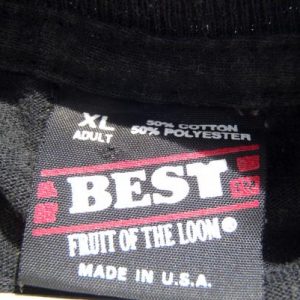 XL
ADULT
50% COTTON
50% POLYESTER
BEST
FRUIT OF THE LOOM®
MADE IN U.S.A.